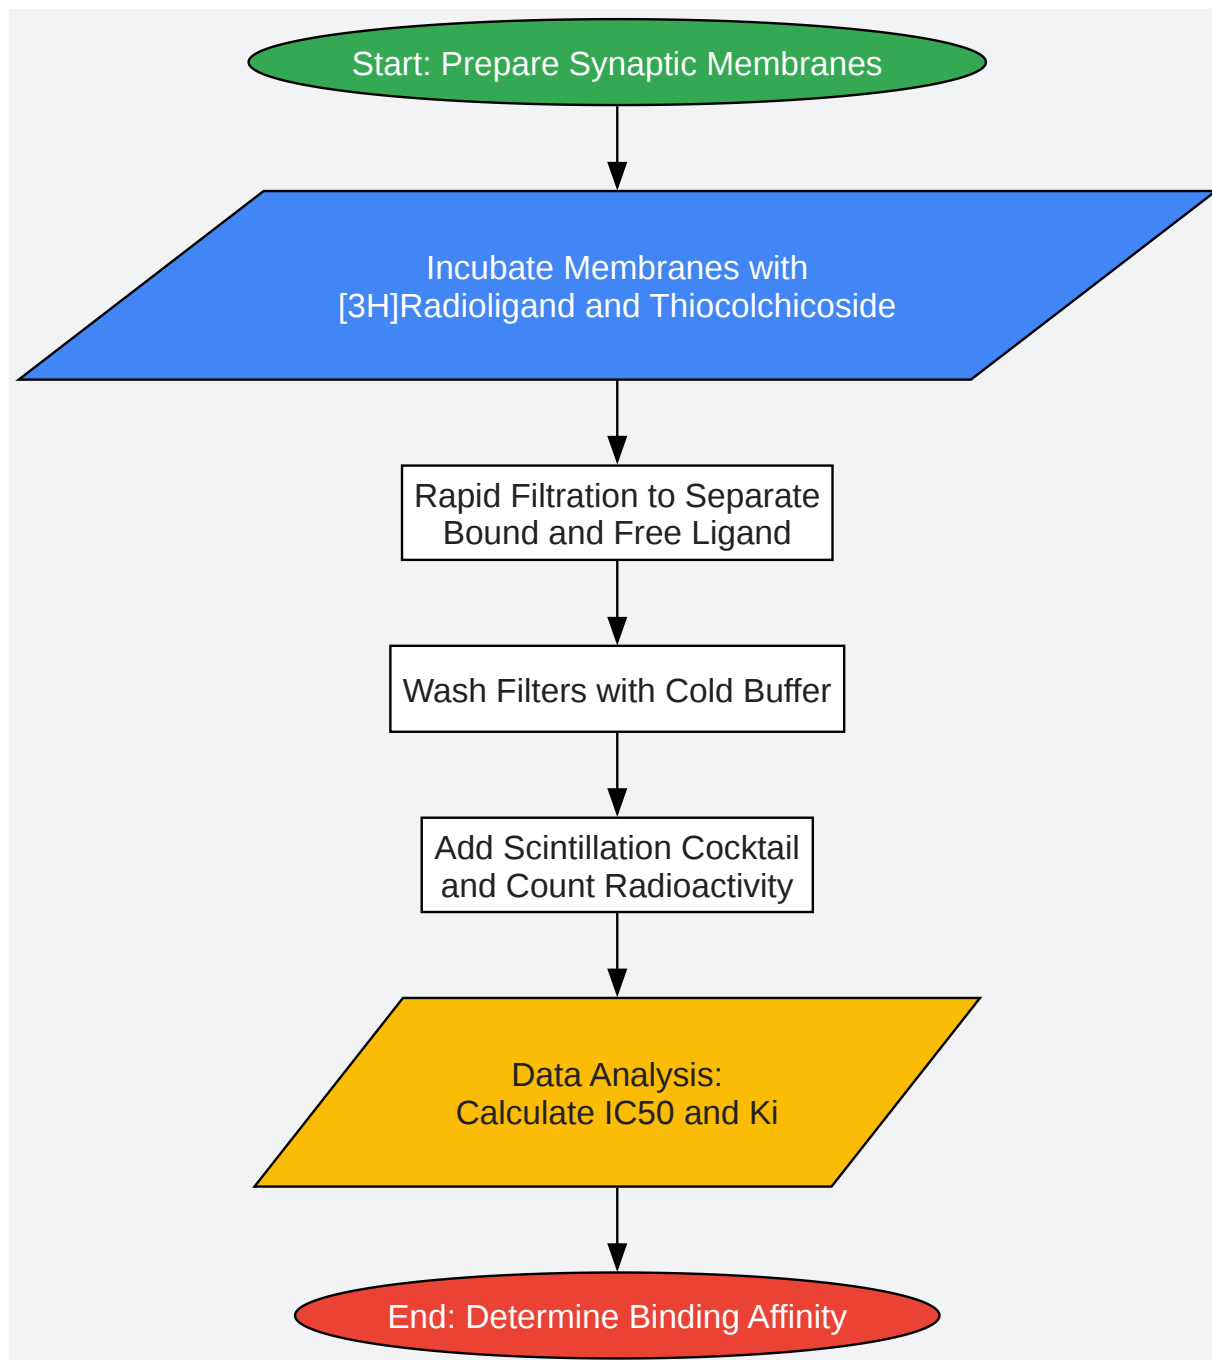 Start: Prepare Synaptic Membranes
Incubate Membranes with
[3H]Radioligand and Thiocolchicoside
Rapid Filtration to Separate
Bound and Free Ligand
Wash Filters with Cold Buffer
Add Scintillation Cocktail
and Count Radioactivity
Data Analysis:
Calculate IC50 and Ki
End: Determine Binding Affinity